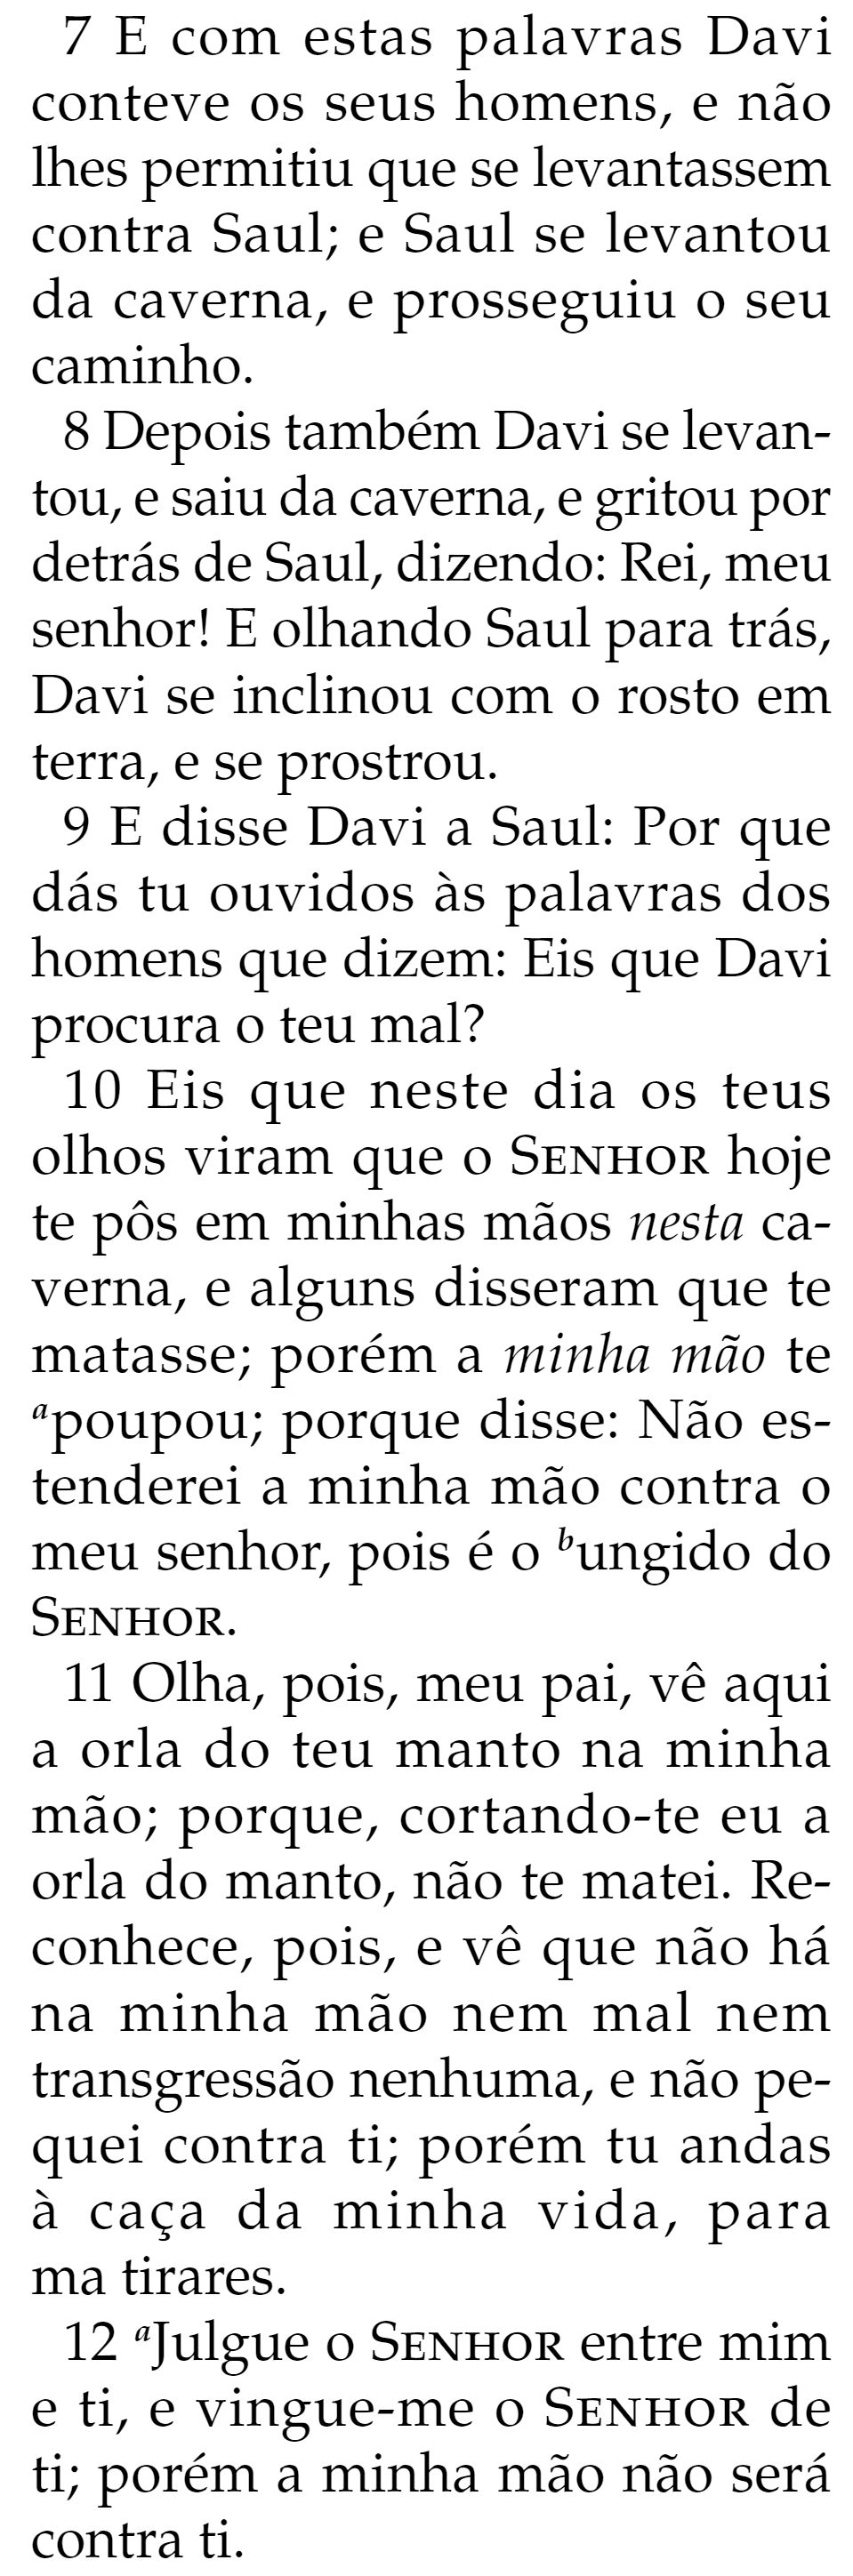 7 E com estas palavras Davi
conteve os seus homens, e não
lhes permitiu que se levantassem
contra Saul; e Saul se levantou
da caverna, e prosseguiu o seu
caminho.
8 Depois também Davi se levan-
tou, e saiu da caverna, e gritou por
detrás de Saul, dizendo: Rei, meu
senhor! E olhando Saul para trás,
Davi se inclinou com o rosto em
terra, e se prostrou.
9 E disse Davi a Saul: Por que
dás tu ouvidos às palavras dos
homens que dizem: Eis que Davi
procura o teu mal?
10 Eis que neste dia os teus
olhos viram que o SENHOR hoje
te pôs em minhas mãos nesta ca-
verna, e alguns disseram que te
matasse; porém a minha mão te
apoupou; porque disse: Não es-
tenderei a minha mão contra o
meu senhor, pois é o bungido do
SENHOR.
11 Olha, pois, meu pai, vê aqui
a orla do teu manto na minha
mão; porque, cortando-te eu a
orla do manto, não te matei. Re-
conhece, pois, e vê que não há
na minha mão nem mal nem
transgressão nenhuma, e não pe-
quei contra ti; porém tu andas
à caça da minha vida, para
ma tirares.
12 aJulgue o SENHOR entre mim
e ti, e vingue-me o SENHOR de
ti; porém a minha mão não será
contra ti.